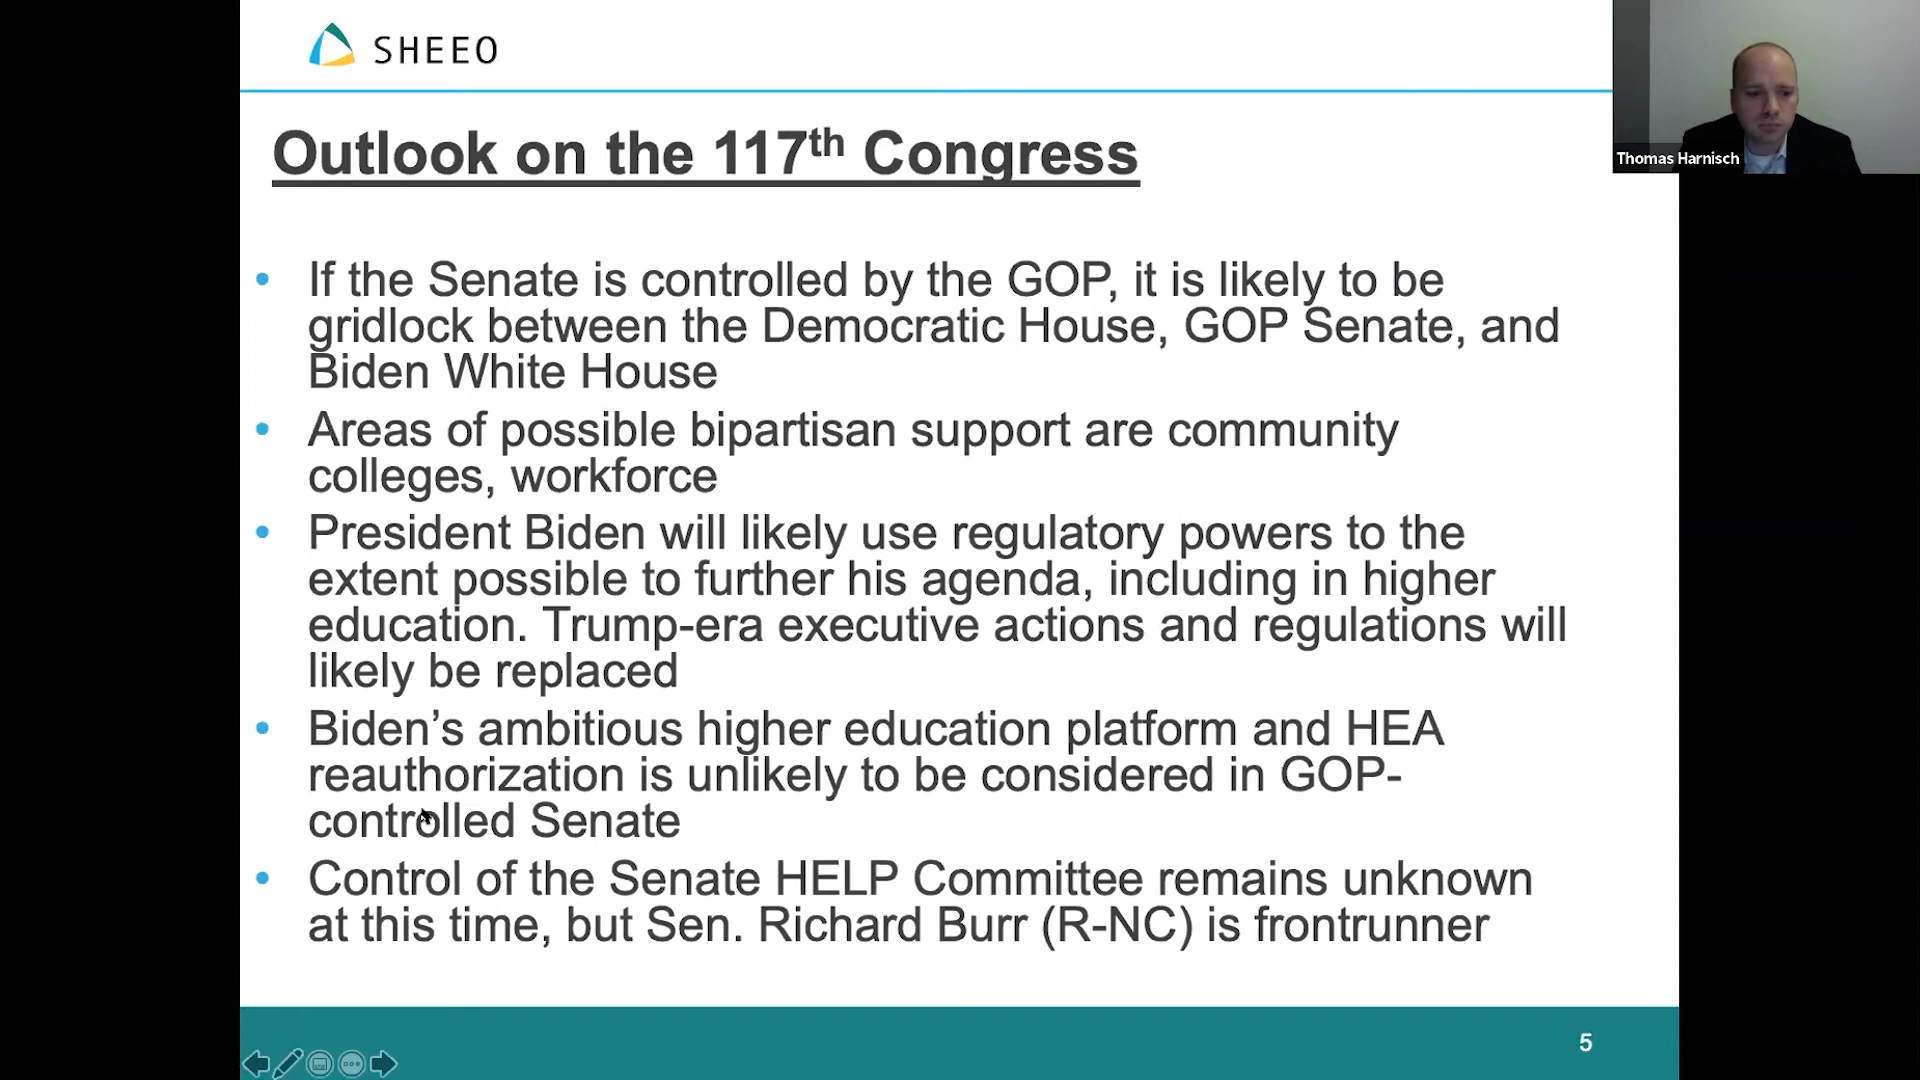 SHEEO
Thomas Harnisch
Outlook on the 117th Congress
• If the Senate is controlled by the GOP, it is likely to be
gridlock between the Democratic House, GOP Senate, and
Biden White House
• Areas of possible bipartisan support are community
colleges, workforce
• President Biden will likely use regulatory powers to the
extent possible to further his agenda, including in higher
education. Trump-era executive actions and regulations will
likely be replaced
• Biden’s ambitious higher education platform and HEA
reauthorization is unlikely to be considered in GOP-
controlled Senate
• Control of the Senate HELP Committee remains unknown
at this time, but Sen. Richard Burr (R-NC) is frontrunner
5